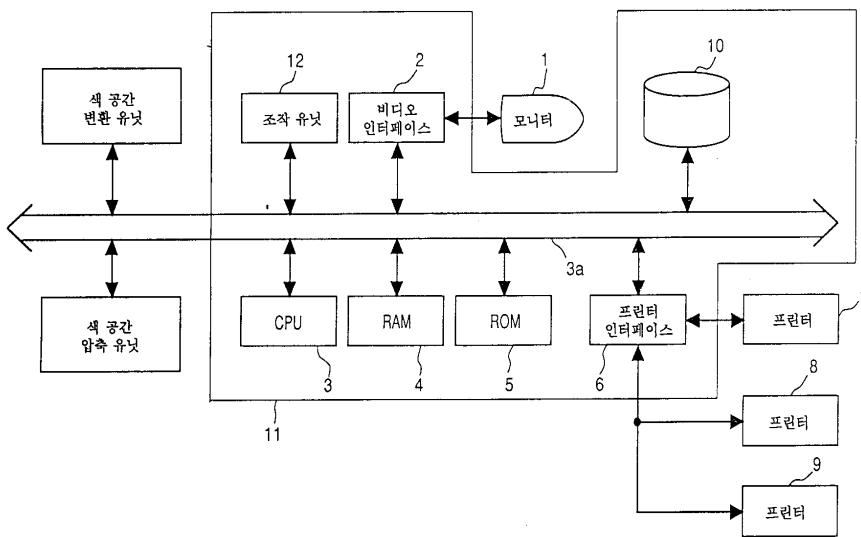 12
2
1
10
색 공간
변환 유닛
조작 유닛
비디오
인터페이스
모니터
3a
색 공간
압축 유닛
CPU
RAM
ROM
프린터
인터페이스
프린터
3
4
5
6
8
프린터
11
9
프린터